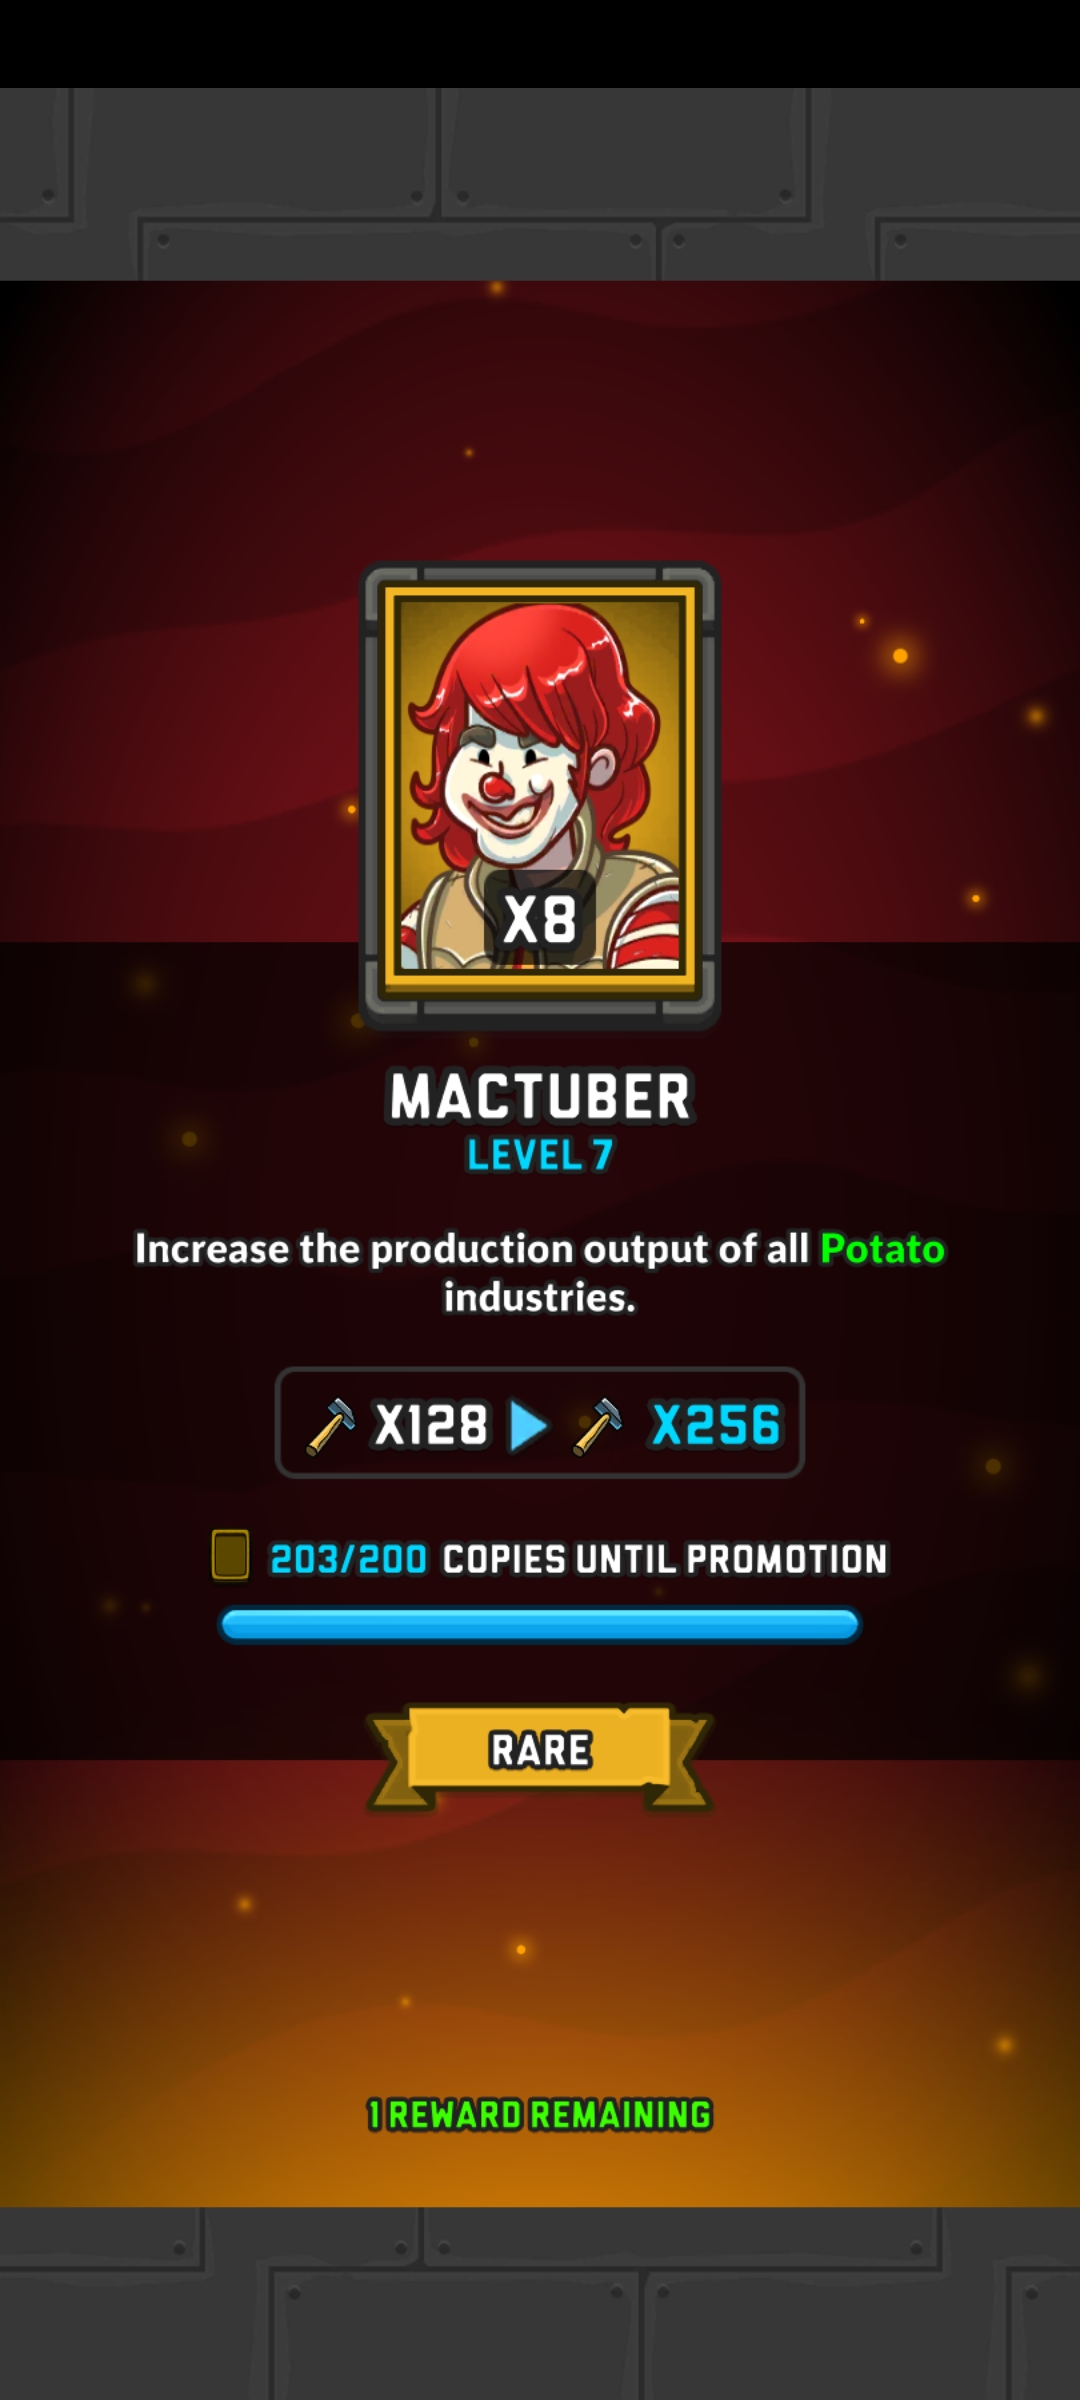 X8
MACTUBER
LEVEL 7
Increase the production output of all Potato
industries.
X128 X256
203/200 COPIES UNTIL PROMOTION
RARE
1 REWARD REMAINING